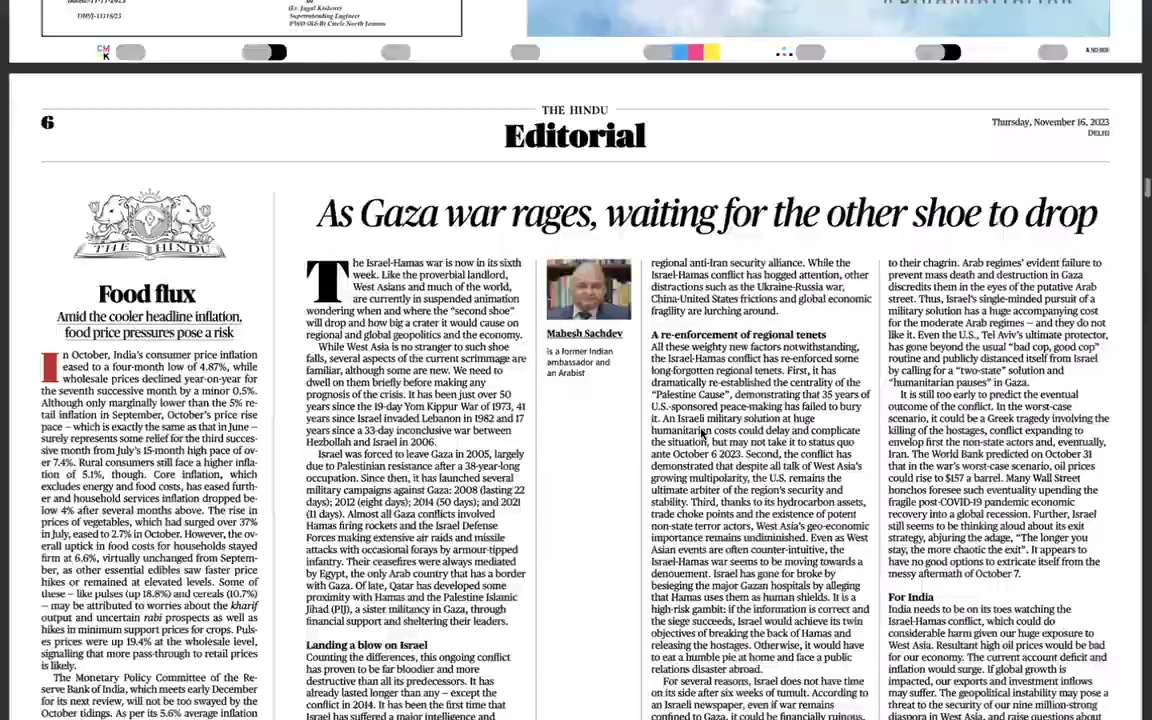 (Er. Jagat Kishore)
Superintending Engineer
PWD (R&B) Circle North Jammu
CM
K
A ND-NDE
6
THE HINDU
Editorial
Thursday, November 16, 2023
DELHI
THE HINDU
Food flux
Amid the cooler headline inflation,
food price pressures pose a risk
In October, India's consumer price inflation
eased to a four-month low of 4.87%, while
wholesale prices declined year-on-year for
the seventh successive month by a minor 0.5%.
Although only marginally lower than the 5% re-
tail inflation in September, October's price rise
pace – which is exactly the same as that in June –
surely represents some relief for the third succes-
sive month from July's 15-month high pace of ov-
er 7.4%. Rural consumers still face a higher infla-
tion of 5.1%, though. Core inflation, which
excludes energy and food costs, has eased furth-
er and household services inflation dropped be-
low 4% after several months above. The rise in
prices of vegetables, which had surged over 37%
in July, eased to 2.7% in October. However, the ov-
erall uptick in food costs for households stayed
firm at 6.6%, virtually unchanged from Septem-
ber, as other essential edibles saw faster price
hikes or remained at elevated levels. Some of
these – like pulses (up 18.8%) and cereals (10.7%)
– may be attributed to worries about the kharif
output and uncertain rabi prospects as well as
hikes in minimum support prices for crops. Puls-
es prices were up 19.4% at the wholesale level,
signalling that more pass-through to retail prices
is likely.
The Monetary Policy Committee of the Re-
serve Bank of India, which meets early December
for its next review, will not be too swayed by the
October tidings. As per its 5.6% average inflation
As Gaza war rages, waiting for the other shoe to drop
The Israel-Hamas war is now in its sixth
week. Like the proverbial landlord,
West Asians and much of the world,
are currently in suspended animation
wondering when and where the “second shoe”
will drop and how big a crater it would cause on
regional and global geopolitics and the economy.
While West Asia is no stranger to such shoe
falls, several aspects of the current scrimmage are
familiar, although some are new. We need to
dwell on them briefly before making any
prognosis of the crisis. It has been just over 50
years since the 19-day Yom Kippur War of 1973, 41
years since Israel invaded Lebanon in 1982 and 17
years since a 33-day inconclusive war between
Hezbollah and Israel in 2006.
Israel was forced to leave Gaza in 2005, largely
due to Palestinian resistance after a 38-year-long
occupation. Since then, it has launched several
military campaigns against Gaza: 2008 (lasting 22
days); 2012 (eight days); 2014 (50 days); and 2021
(11 days). Almost all Gaza conflicts involved
Hamas firing rockets and the Israel Defense
Forces making extensive air raids and missile
attacks with occasional forays by armour-tipped
infantry. Their ceasefires were always mediated
by Egypt, the only Arab country that has a border
with Gaza. Of late, Qatar has developed some
proximity with Hamas and the Palestine Islamic
Jihad (PIJ), a sister militancy in Gaza, through
financial support and sheltering their leaders.
Landing a blow on Israel
Counting the differences, this ongoing conflict
has proven to be far bloodier and more
destructive than all its predecessors. It has
already lasted longer than any – except the
conflict in 2014. It has been the first time that
Israel has suffered a major intelligence and
Mahesh Sachdev
is a former Indian
ambassador and
an Arabist
regional anti-Iran security alliance. While the
Israel-Hamas conflict has hogged attention, other
distractions such as the Ukraine-Russia war,
China-United States frictions and global economic
fragility are lurching around.
A re-enforcement of regional tenets
All these weighty new factors notwithstanding,
the Israel-Hamas conflict has re-enforced some
long-forgotten regional tenets. First, it has
dramatically re-established the centrality of the
“Palestine Cause”, demonstrating that 35 years of
U.S.-sponsored peace-making has failed to bury
it. An Israeli military solution at huge
humanitarian costs could delay and complicate
the situation, but may not take it to status quo
ante October 6 2023. Second, the conflict has
demonstrated that despite all talk of West Asia's
growing multipolarity, the U.S. remains the
ultimate arbiter of the region's security and
stability. Third, thanks to its hydrocarbon assets,
trade choke points and the existence of potent
non-state terror actors, West Asia's geo-economic
importance remains undiminished. Even as West
Asian events are often counter-intuitive, the
Israel-Hamas war seems to be moving towards a
denouement. Israel has gone for broke by
besieging the major Gazan hospitals by alleging
that Hamas uses them as human shields. It is a
high-risk gambit: if the information is correct and
the siege succeeds, Israel would achieve its twin
objectives of breaking the back of Hamas and
releasing the hostages. Otherwise, it would have
to eat a humble pie at home and face a public
relations disaster abroad.
For several reasons, Israel does not have time
on its side after six weeks of tumult. According to
an Israeli newspaper, even if war remains
confined to Gaza, it could be financially ruinous,
to their chagrin. Arab regimes' evident failure to
prevent mass death and destruction in Gaza
discredits them in the eyes of the putative Arab
street. Thus, Israel's single-minded pursuit of a
military solution has a huge accompanying cost
for the moderate Arab regimes – and they do not
like it. Even the U.S., Tel Aviv's ultimate protector,
has gone beyond the usual “bad cop, good cop”
routine and publicly distanced itself from Israel
by calling for a “two-state” solution and
“humanitarian pauses” in Gaza.
It is still too early to predict the eventual
outcome of the conflict. In the worst-case
scenario, it could be a Greek tragedy involving the
killing of the hostages, conflict expanding to
envelop first the non-state actors and, eventually,
Iran. The World Bank predicted on October 31
that in the war's worst-case scenario, oil prices
could rise to $157 a barrel. Many Wall Street
honchos foresee such eventuality upending the
fragile post-COVID-19 pandemic economic
recovery into a global recession. Further, Israel
still seems to be thinking aloud about its exit
strategy, abjuring the adage, “The longer you
stay, the more chaotic the exit”. It appears to
have no good options to extricate itself from the
messy aftermath of October 7.
For India
India needs to be on its toes watching the
Israel-Hamas conflict, which could do
considerable harm given our huge exposure to
West Asia. Resultant high oil prices would be bad
for our economy. The current account deficit and
inflation would surge. If global growth is
impacted, our exports and investment inflows
may suffer. The geopolitical instability may pose a
threat to the security of our nine million-strong
diaspora in West Asia, and raise questions about